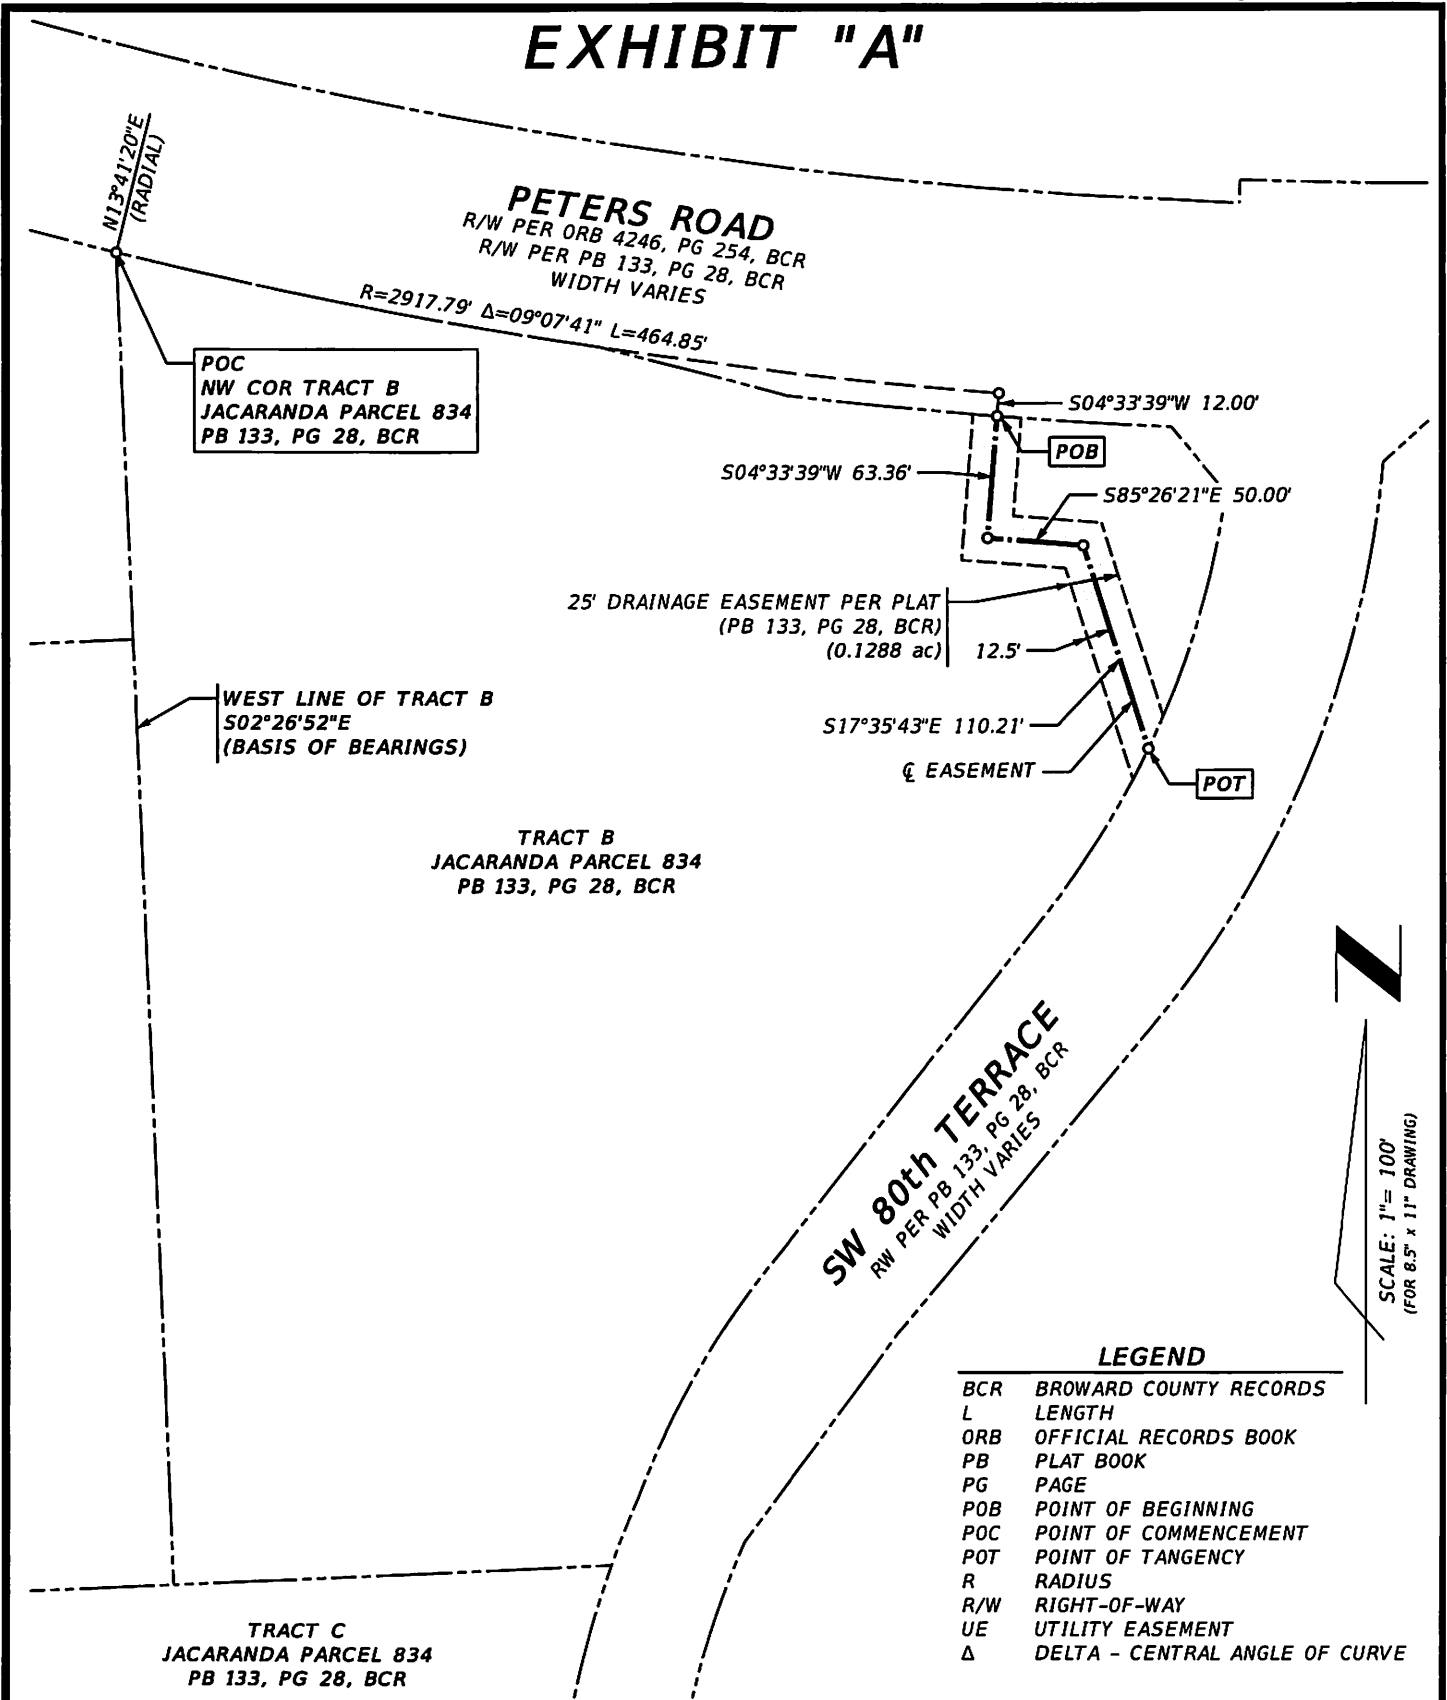 EXHIBIT "A"
N13°41'20"E
(RADIAL)
PETERS ROAD
R/W PER ORB 4246, PG 254, BCR
R/W PER PB 133, PG 28, BCR
WIDTH VARIES
R=2917.79' Δ=09°07'41" L=464.85'
POC
NW COR TRACT B
JACARANDA PARCEL 834
PB 133, PG 28, BCR
S04°33'39"W 12.00'
POB
S04°33'39"W 63.36'
S85°26'21"E 50.00'
25' DRAINAGE EASEMENT PER PLAT
(PB 133, PG 28, BCR)
(0.1288 ac)
12.5'
WEST LINE OF TRACT B
S02°26'52"E
(BASIS OF BEARINGS)
S17°35'43"E 110.21'
℄ EASEMENT
POT
TRACT B
JACARANDA PARCEL 834
PB 133, PG 28, BCR
SW 80th TERRACE
RW PER PB 133, PG 28, BCR
WIDTH VARIES
N
SCALE: 1"= 100'
(FOR 8.5" x 11" DRAWING)
LEGEND
BCR BROWARD COUNTY RECORDS
L LENGTH
ORB OFFICIAL RECORDS BOOK
PB PLAT BOOK
PG PAGE
POB POINT OF BEGINNING
POC POINT OF COMMENCEMENT
POT POINT OF TANGENCY
R RADIUS
R/W RIGHT-OF-WAY
UE UTILITY EASEMENT
Δ DELTA - CENTRAL ANGLE OF CURVE
TRACT C
JACARANDA PARCEL 834
PB 133, PG 28, BCR